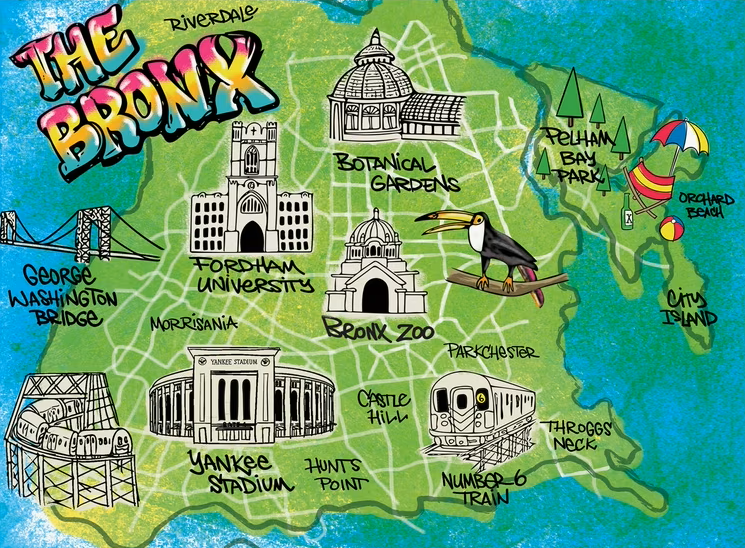 RIVERDALE
THE
BRONX
BOTANICAL
GARDENS
PELHAM
BAY
PARK
ORCHARD
BEACH
FORDHAM
UNIVERSITY
GEORGE
WASHINGTON
BRIDGE
CITY
ISLAND
MORRISANIA
BRONX ZOO
PARKCHESTER
YANKEE STADIUM
6
CASTLE
HILL
THROGGS
NECK
YANKEE
STADIUM
HUNTS
POINT
NUMBER 6
TRAIN